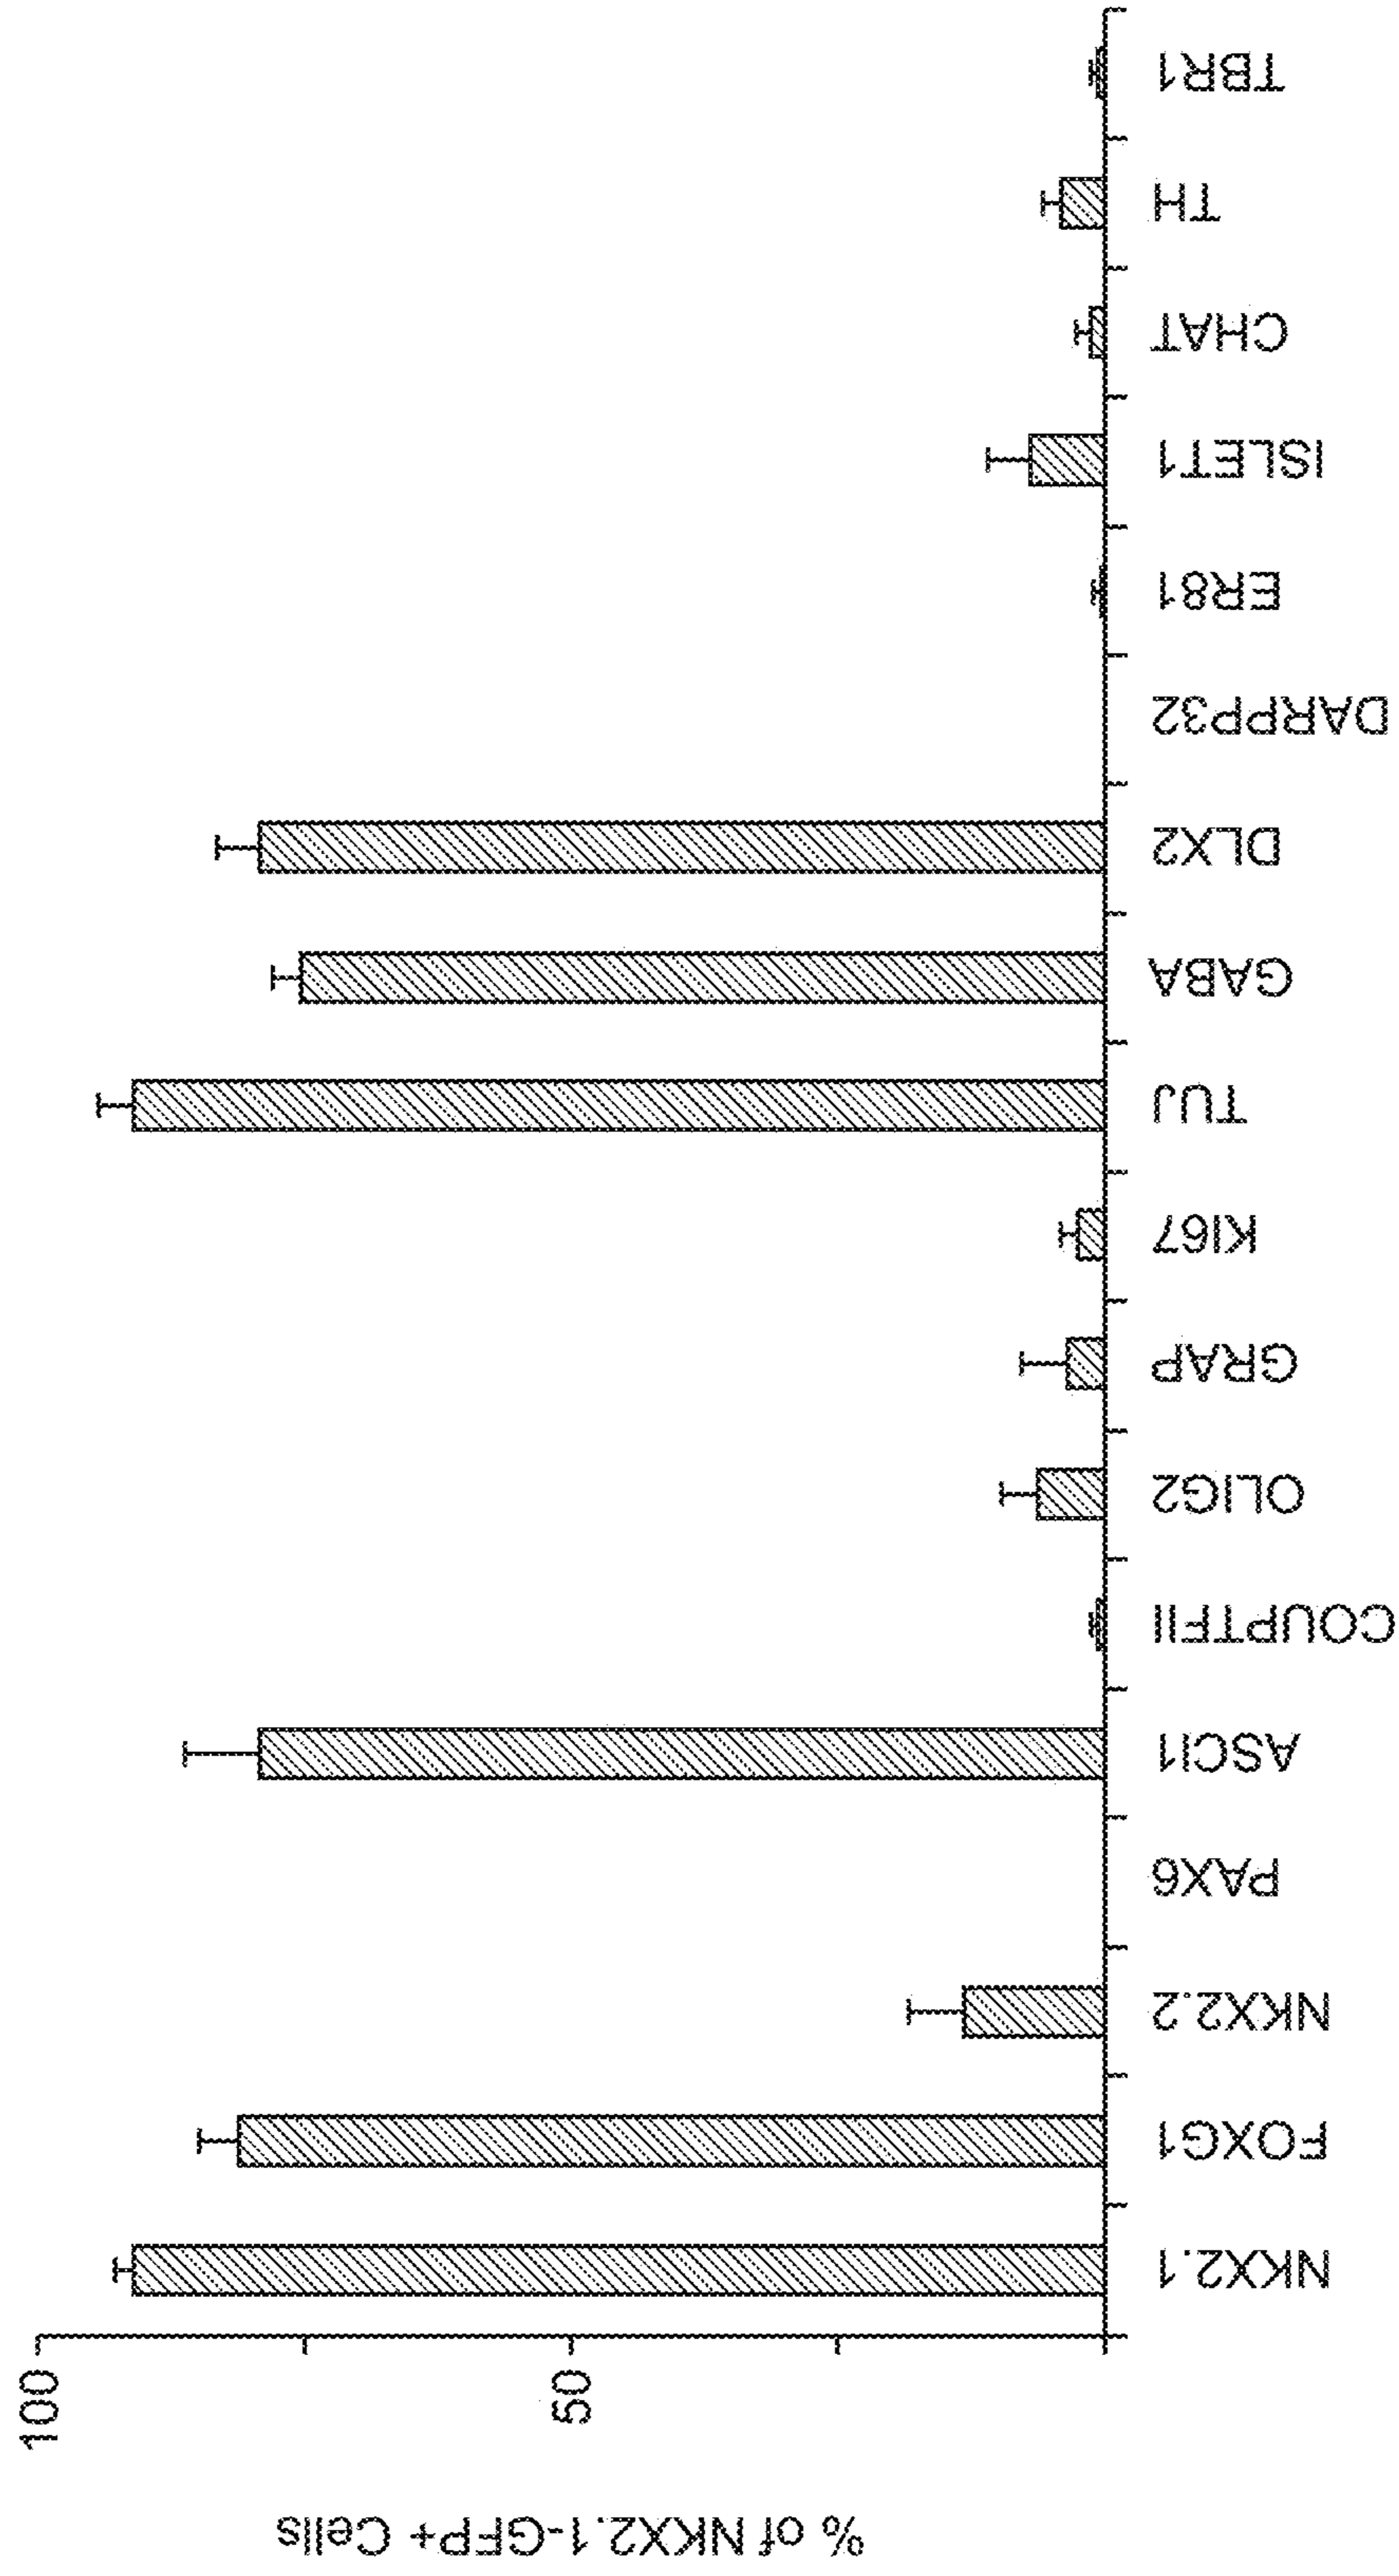 % of NKX2.1-GFP+ Cells
100
50
NKX2.1
FOXG1
NKX2.2
PAX6
ASCl1
COUPTFII
OLIG2
GRAP
KI67
TUJ
GABA
DLX2
DARPP32
ER81
ISLET1
CHAT
TH
TBR1